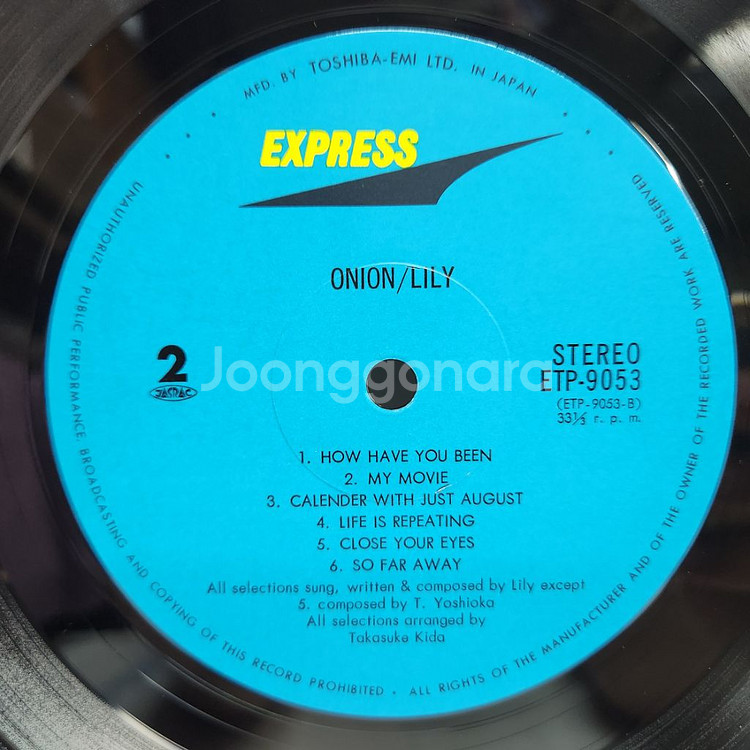 MFD. BY TOSHIBA-EMI LTD. IN JAPAN
EXPRESS
ONION/LILY
2
JASRAC
STEREO
ETP-9053
(ETP-9053-B)
33⅓ r. p. m.
Joonggonara
1. HOW HAVE YOU BEEN
2. MY MOVIE
3. CALENDER WITH JUST AUGUST
4. LIFE IS REPEATING
5. CLOSE YOUR EYES
6. SO FAR AWAY
All selections sung, written & composed by Lily except
5. composed by T. Yoshioka
All selections arranged by
Takasuke Kida
UNAUTHORIZED PUBLIC PERFORMANCE, BROADCASTING AND COPYING OF THIS RECORD PROHIBITED • ALL RIGHTS OF THE MANUFACTURER AND OF THE OWNER OF THE RECORDED WORK ARE RESERVED